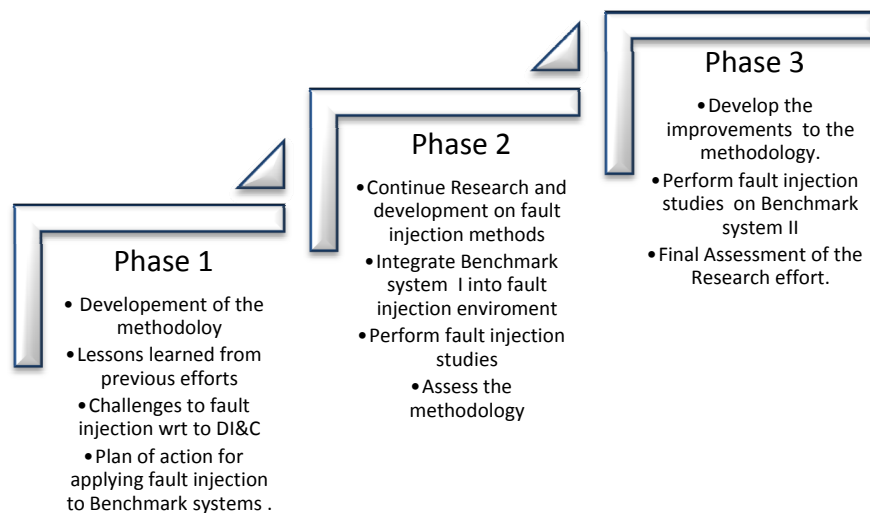 Phase 1
• Developement of the
methodoloy
•Lessons learned from
previous efforts
•Challenges to fault
injection wrt to DI&C
•Plan of action for
applying fault injection
to Benchmark systems .
Phase 2
•Continue Research and
development on fault
injection methods
•Integrate Benchmark
system I into fault
injection enviroment
•Perform fault injection
studies
•Assess the
methodology
Phase 3
•Develop the
improvements to the
methodology.
•Perform fault injection
studies on Benchmark
system II
•Final Assessment of the
Research effort.